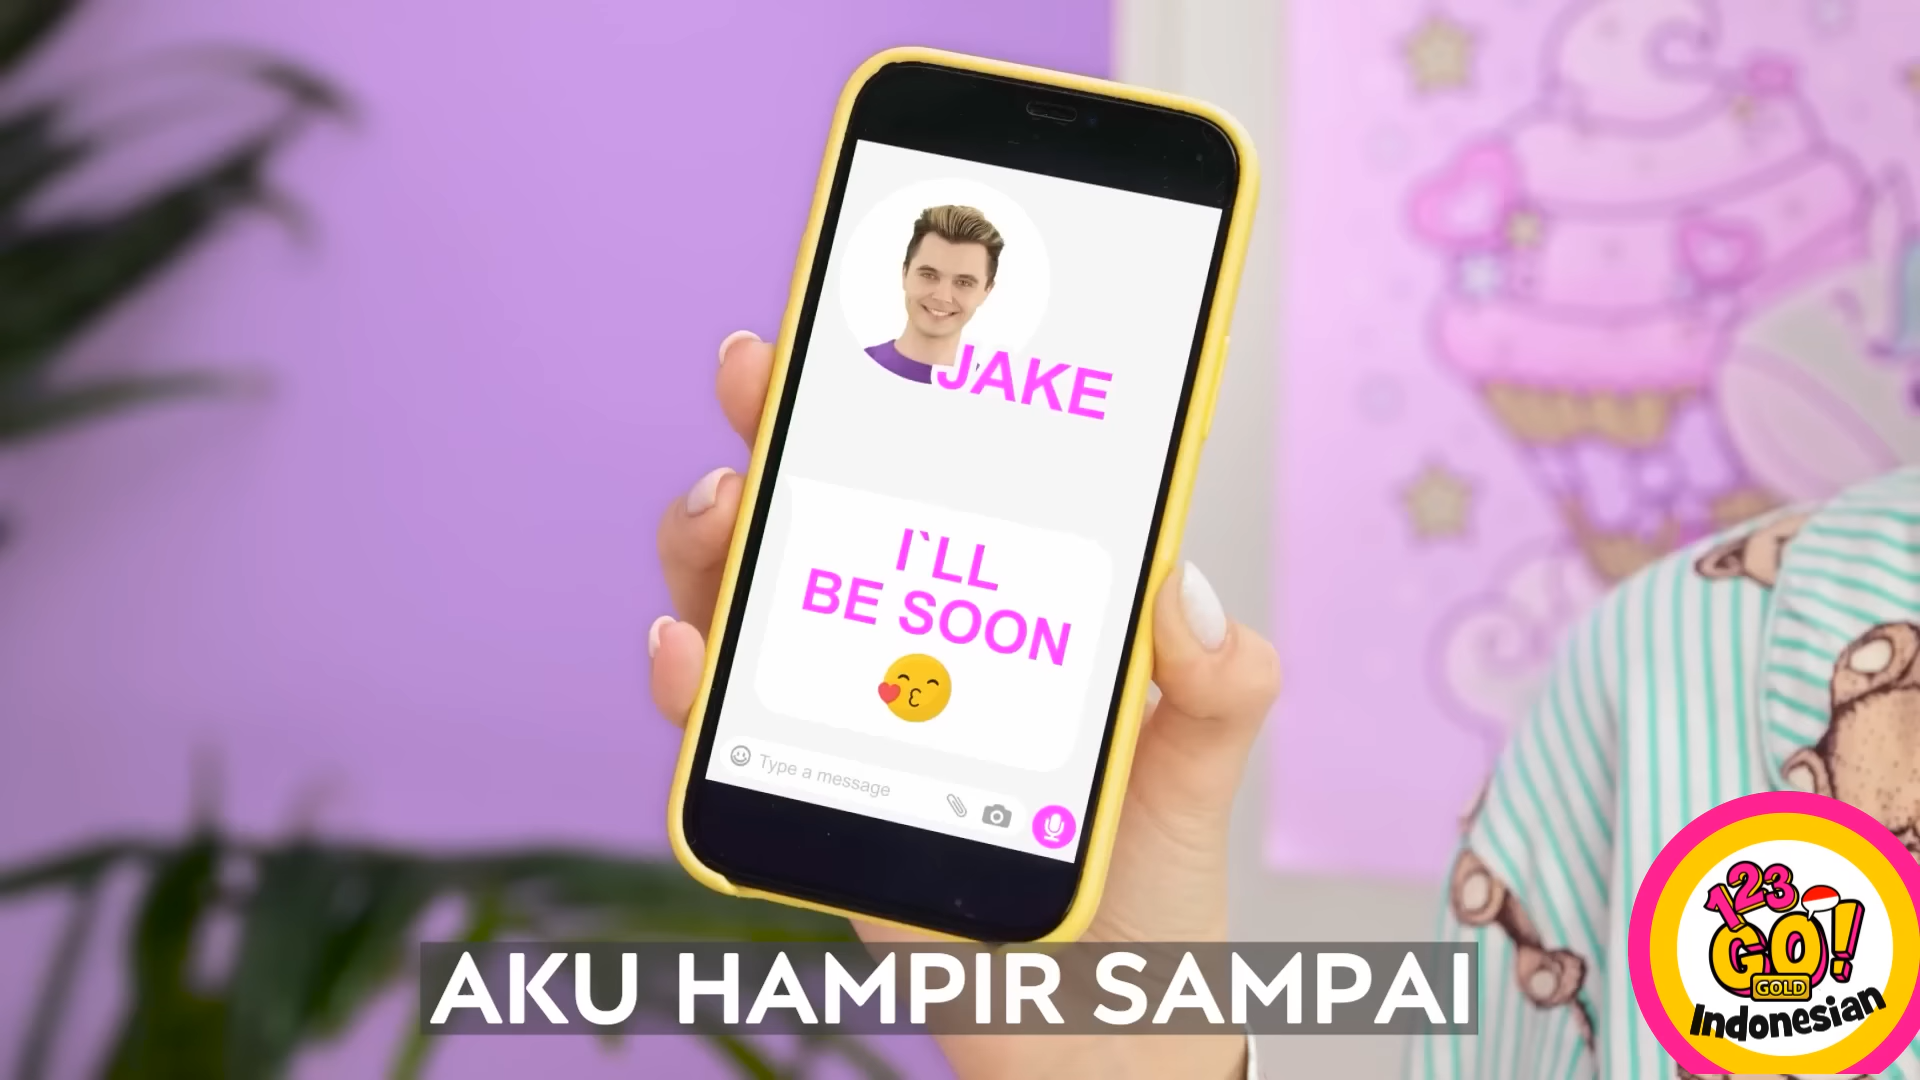 JAKE
I`LL
BE SOON
Type a message
AKU HAMPIR SAMPAI
123
GO!
GOLD
Indonesian